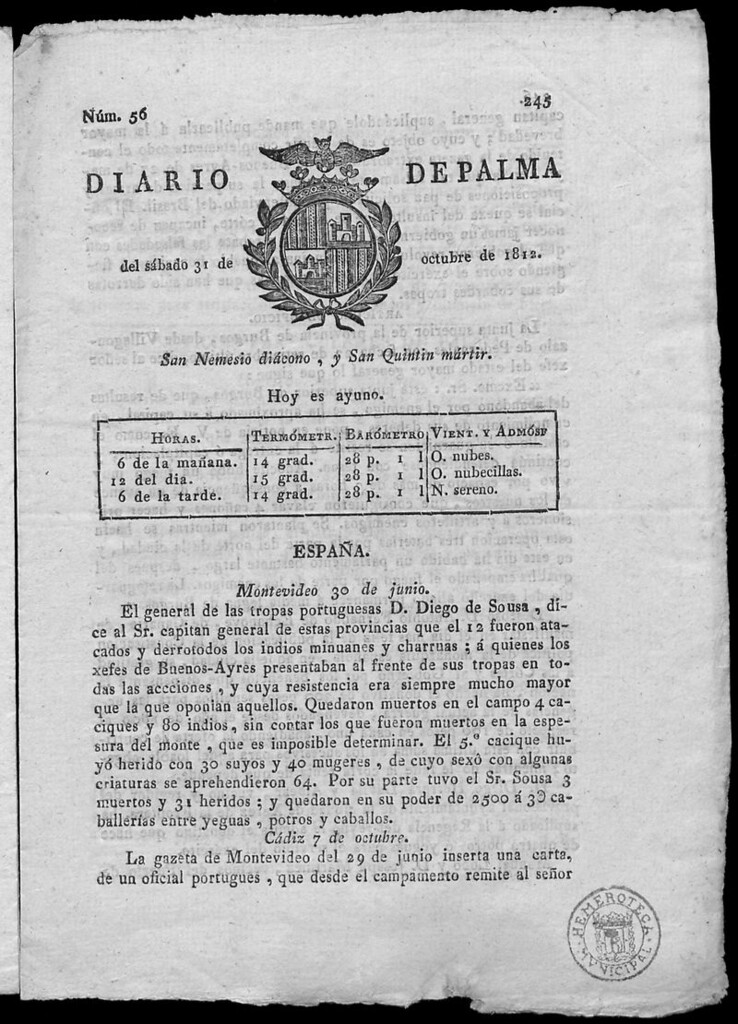 Núm. 56
245
DIARIO DE PALMA
del sábado 31 de octubre de 1812.
San Nemesio diácono, y San Quintin mártir.
Hoy es ayuno.
HORAS. TERMÓMETR. BARÓMETRO VIENT. Y ADMÓSF
6 de la mañana. 14 grad. 28 p. 1 l O. nubes.
12 del dia. 15 grad. 28 p. 1 l O. nubecillas.
6 de la tarde. 14 grad. 28 p. 1 l N. sereno.
ESPAÑA.
Montevideo 30 de junio.
El general de las tropas portuguesas D. Diego de Sousa, di-
ce al Sr. capitan general de estas provincias que el 12 fueron ata-
cados y derrotodos los indios minuanes y charruas; á quienes los
xefes de Buenos-Ayres presentaban al frente de sus tropas en to-
das las accciones, y cuya resistencia era siempre mucho mayor
que la que oponian aquellos. Quedaron muertos en el campo 4 ca-
ciques y 80 indios, sin contar los que fueron muertos en la espe-
sura del monte, que es imposible determinar. El 5.º cacique hu-
yó herido con 30 suyos y 40 mugeres, de cuyo sexô con algunas
criaturas se aprehendieron 64. Por su parte tuvo el Sr. Sousa 3
muertos y 31 heridos; y quedaron en su poder de 2500 á 3D ca-
ballerías entre yeguas, potros y caballos.
Cádiz 7 de octubre.
La gazeta de Montevideo del 29 de junio inserta una carta,
de un oficial portugues, que desde el campamento remite al señor
HEMEROTECA MUNICIPAL